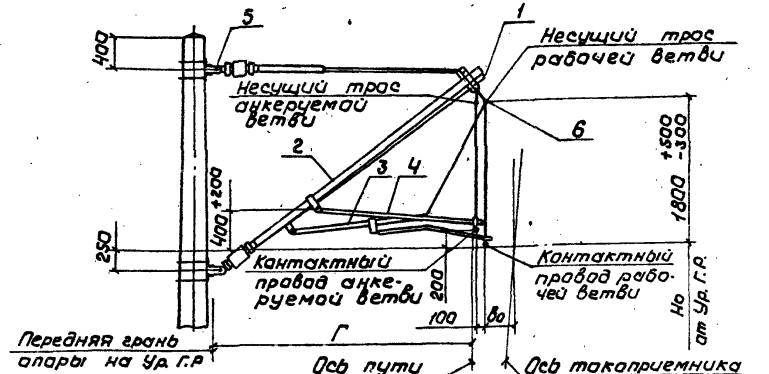 1
5
400
Несущий трос
рабочей ветви
Несущий трос
анкеруемой
ветви
6
2
3
4
1800 +500 -300
400 +200
250
Контактный
провод анке-
руемой ветви
200
Контактный
провод рабо-
чей ветви
100
во
Но
от Ур. Г.Р.
Г
Передняя грань
опары на Ур. Г.Р
Ось пути
Ось токоприемника